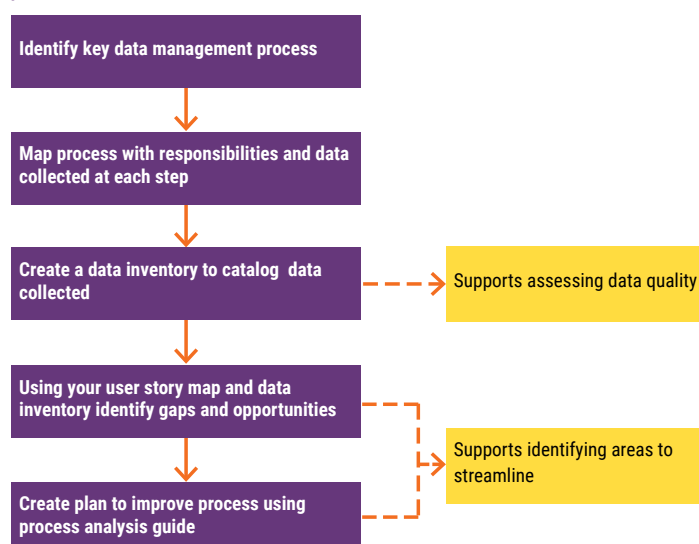 Identify key data management process
Map process with responsibilities and data
collected at each step
Create a data inventory to catalog  data
collected
Supports assessing data quality
Using your user story map and data
inventory identify gaps and opportunities
Supports identifying areas to
streamline
Create plan to improve process using
process analysis guide